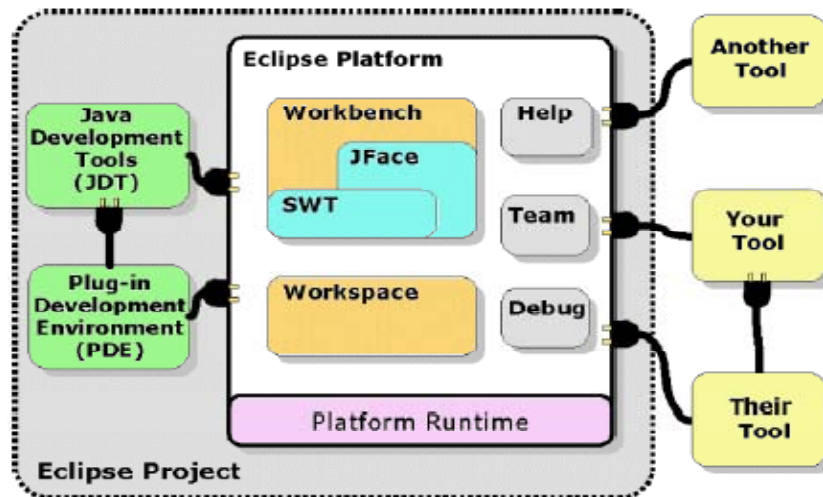 Eclipse Platform
Another
Tool
Java
Development
Tools
(JDT)
Workbench
JFace
SWT
Help
Team
Your
Tool
Plug-in
Development
Environment
(PDE)
Workspace
Debug
Their
Tool
Platform Runtime
Eclipse Project